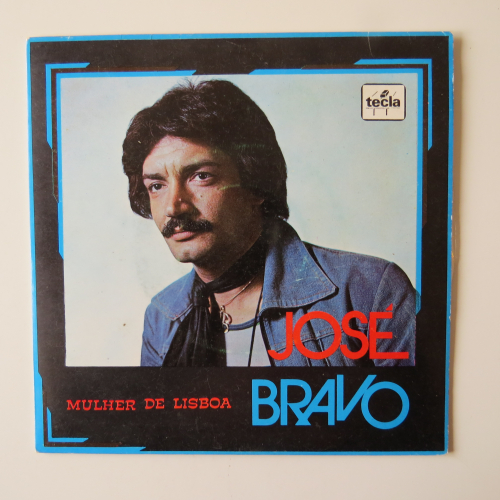 tecla
JOSÉ
MULHER DE LISBOA
BRAVO